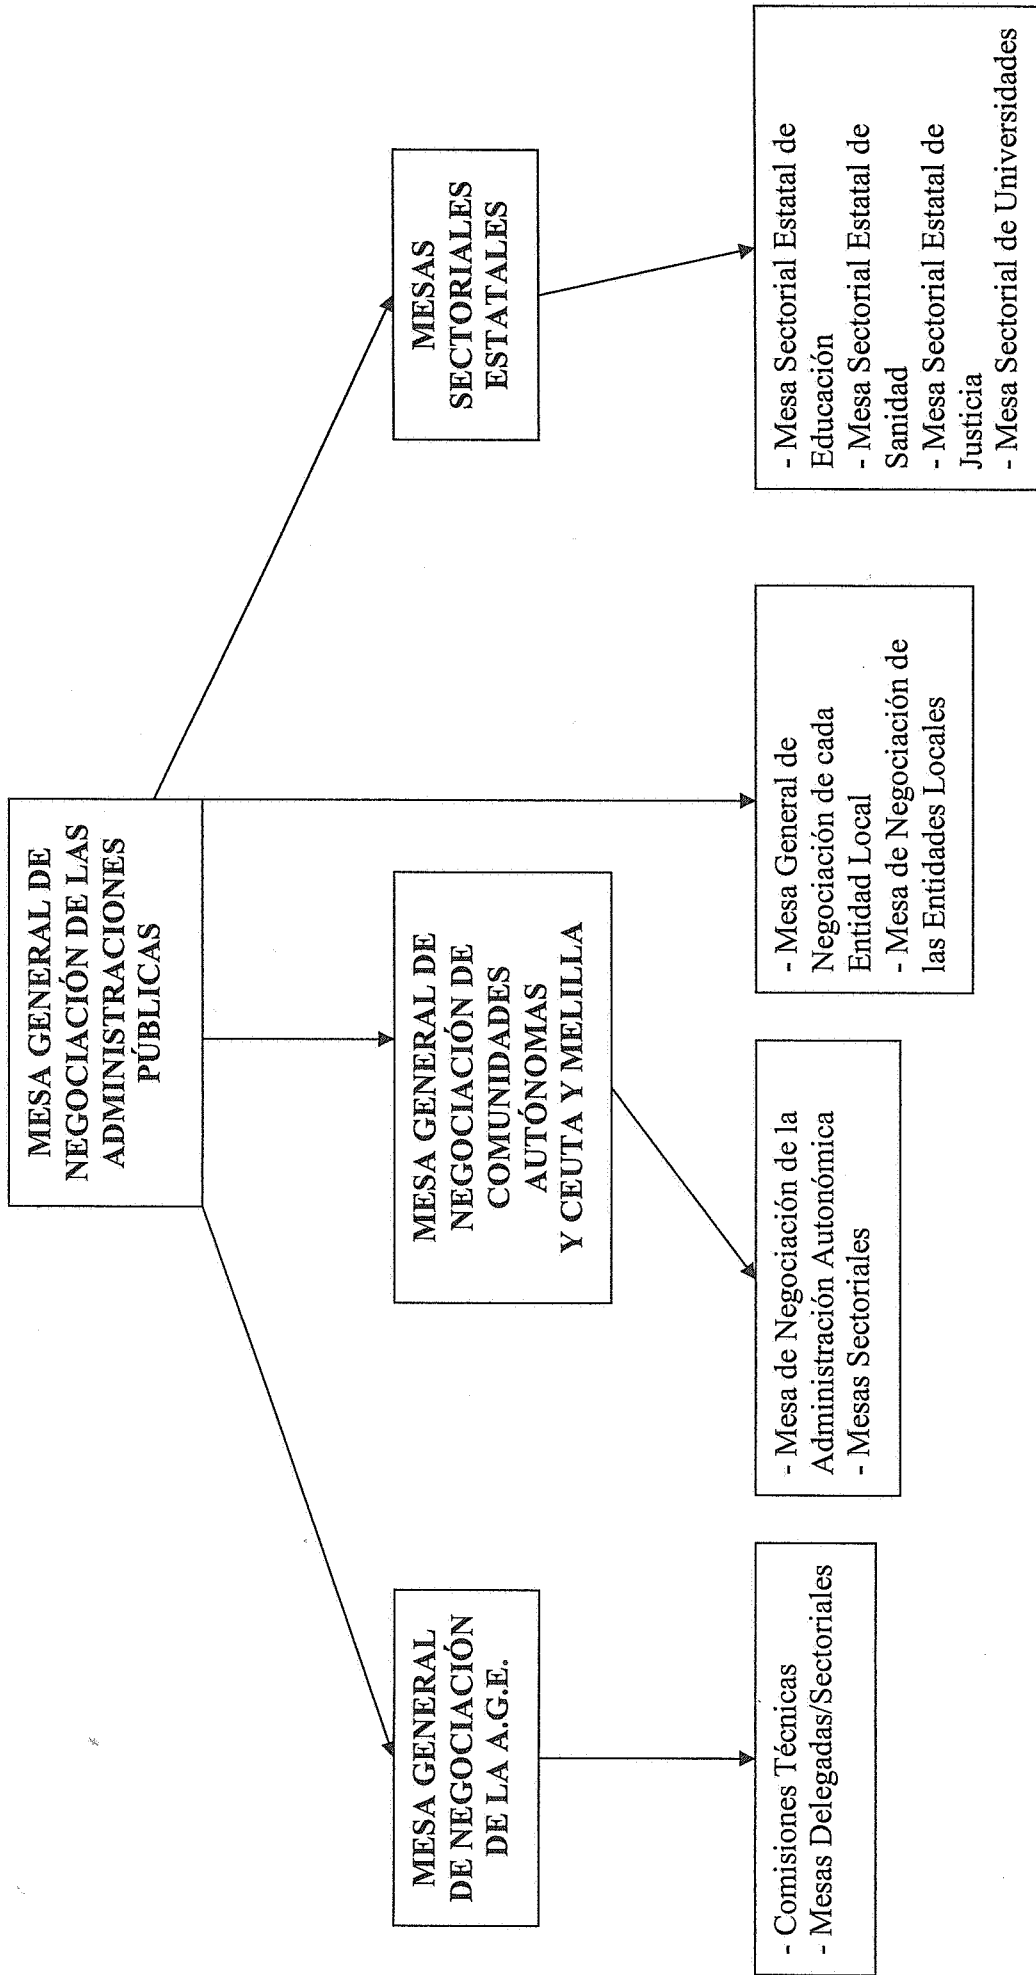 MESA GENERAL DE
NEGOCIACIÓN DE LAS
ADMINISTRACIONES
PÚBLICAS
MESA GENERAL
DE NEGOCIACIÓN
DE LA A.G.E.
MESA GENERAL DE
NEGOCIACIÓN DE
COMUNIDADES
AUTÓNOMAS
Y CEUTA Y MELILLA
MESAS
SECTORIALES
ESTATALES
- Comisiones Técnicas
- Mesas Delegadas/Sectoriales
- Mesa de Negociación de la
Administración Autonómica
- Mesas Sectoriales
- Mesa General de
Negociación de cada
Entidad Local
- Mesa de Negociación de
las Entidades Locales
- Mesa Sectorial Estatal de
Educación
- Mesa Sectorial Estatal de
Sanidad
- Mesa Sectorial Estatal de
Justicia
- Mesa Sectorial de Universidades